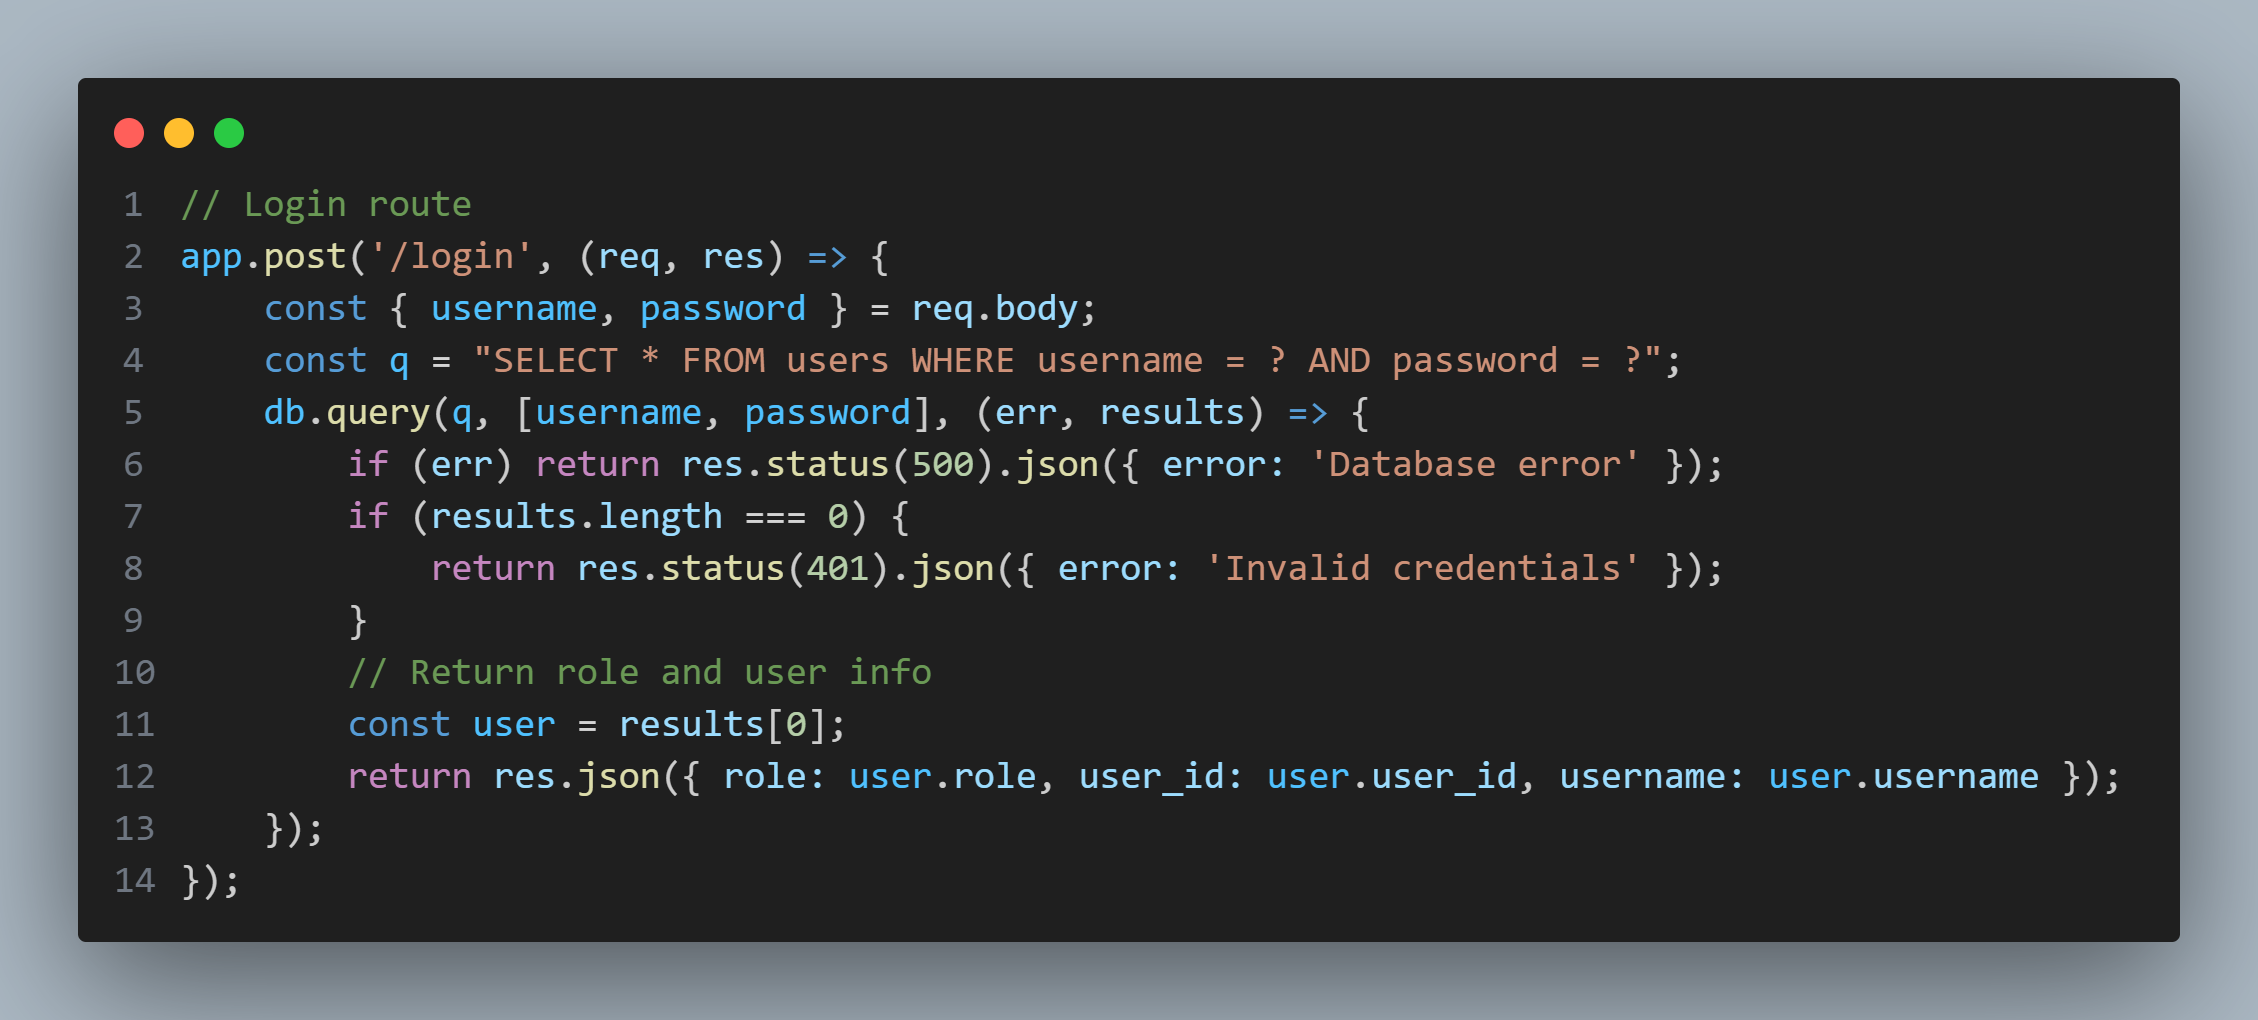 1 // Login route
2 app.post('/login', (req, res) => {
3     const { username, password } = req.body;
4     const q = "SELECT * FROM users WHERE username = ? AND password = ?";
5     db.query(q, [username, password], (err, results) => {
6         if (err) return res.status(500).json({ error: 'Database error' });
7         if (results.length === 0) {
8             return res.status(401).json({ error: 'Invalid credentials' });
9         }
10         // Return role and user info
11         const user = results[0];
12         return res.json({ role: user.role, user_id: user.user_id, username: user.username });
13     });
14 });